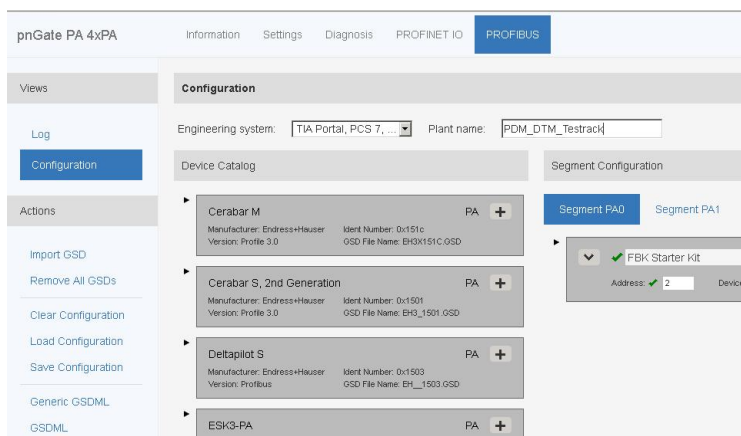 pnGate PA 4xPA
Information Settings Diagnosis PROFINET IO PROFIBUS
Views
Log
Configuration
Actions
Import GSD
Remove All GSDs
Clear Configuration
Load Configuration
Save Configuration
Generic GSDML
GSDML
Configuration
Engineering system: TIA Portal, PCS 7, ... Plant name: PDM_DTM_Testrack
Device Catalog
Cerabar M PA +
Manufacturer: Endress+Hauser Ident Number: 0x151c
Version: Profile 3.0 GSD File Name: EH3X151C.GSD
Cerabar S, 2nd Generation PA +
Manufacturer: Endress+Hauser Ident Number: 0x1501
Version: Profile 3.0 GSD File Name: EH3_1501.GSD
Deltapilot S PA +
Manufacturer: Endress+Hauser Ident Number: 0x1503
Version: Profibus GSD File Name: EH__1503.GSD
ESK3-PA PA +
Segment Configuration
Segment PA0 Segment PA1
FBK Starter Kit
Address: 2 Device